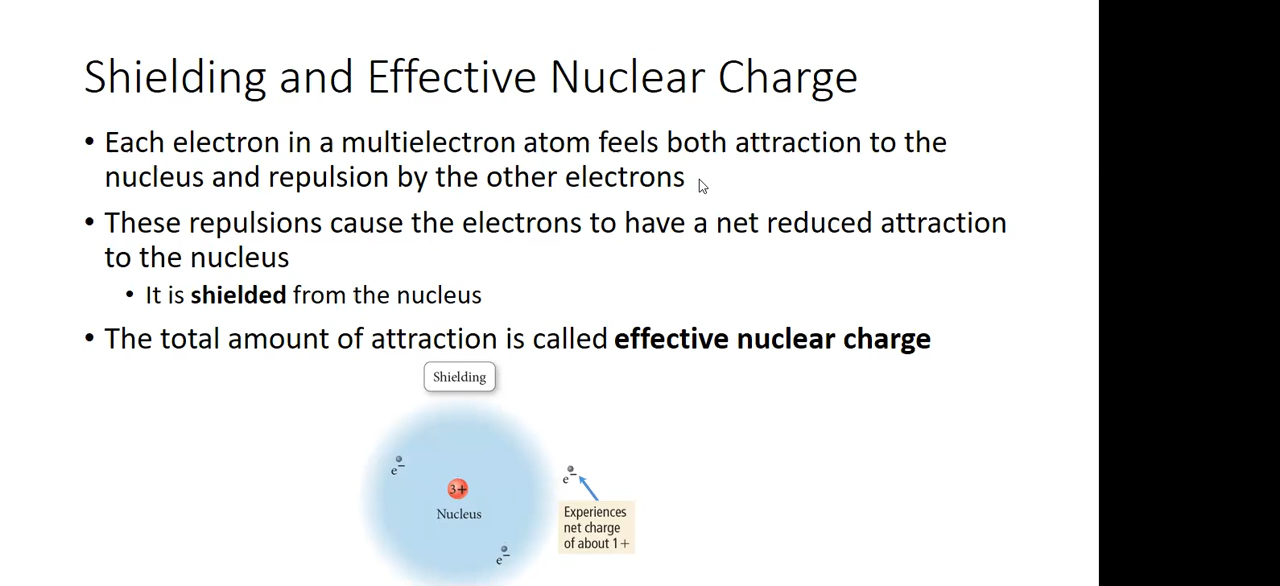 Shielding and Effective Nuclear Charge
• Each electron in a multielectron atom feels both attraction to the
nucleus and repulsion by the other electrons
• These repulsions cause the electrons to have a net reduced attraction
to the nucleus
• It is shielded from the nucleus
• The total amount of attraction is called effective nuclear charge
Shielding
e−
3+
Nucleus
e−
e−
Experiences
net charge
of about 1+